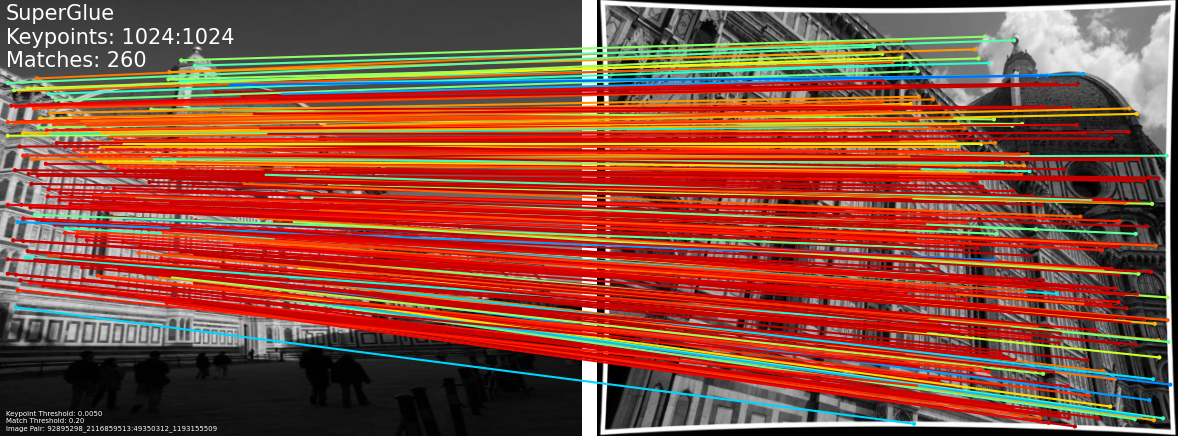 SuperGlue
Keypoints: 1024:1024
Matches: 260
Keypoint Threshold: 0.0050
Match Threshold: 0.20
Image Pair: 92895298_2116859513:49350312_1193155509